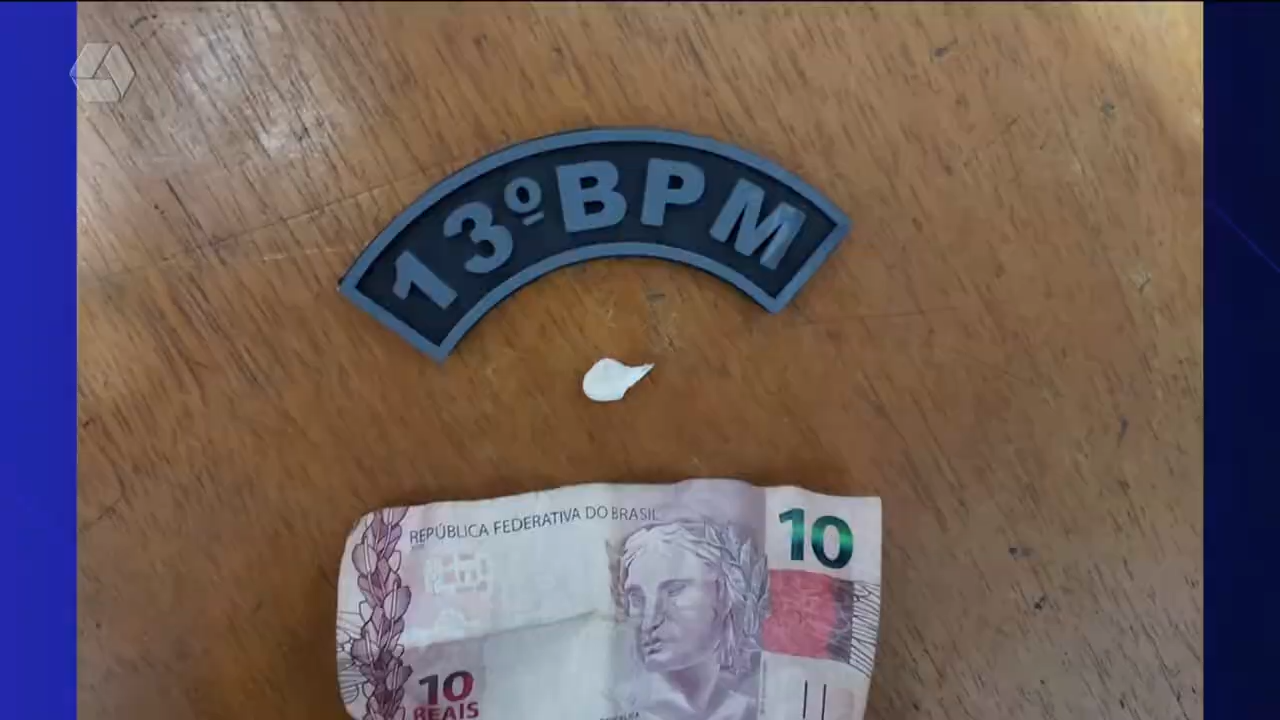 13º BPM
REPÚBLICA FEDERATIVA DO BRASIL
10
10
REAIS